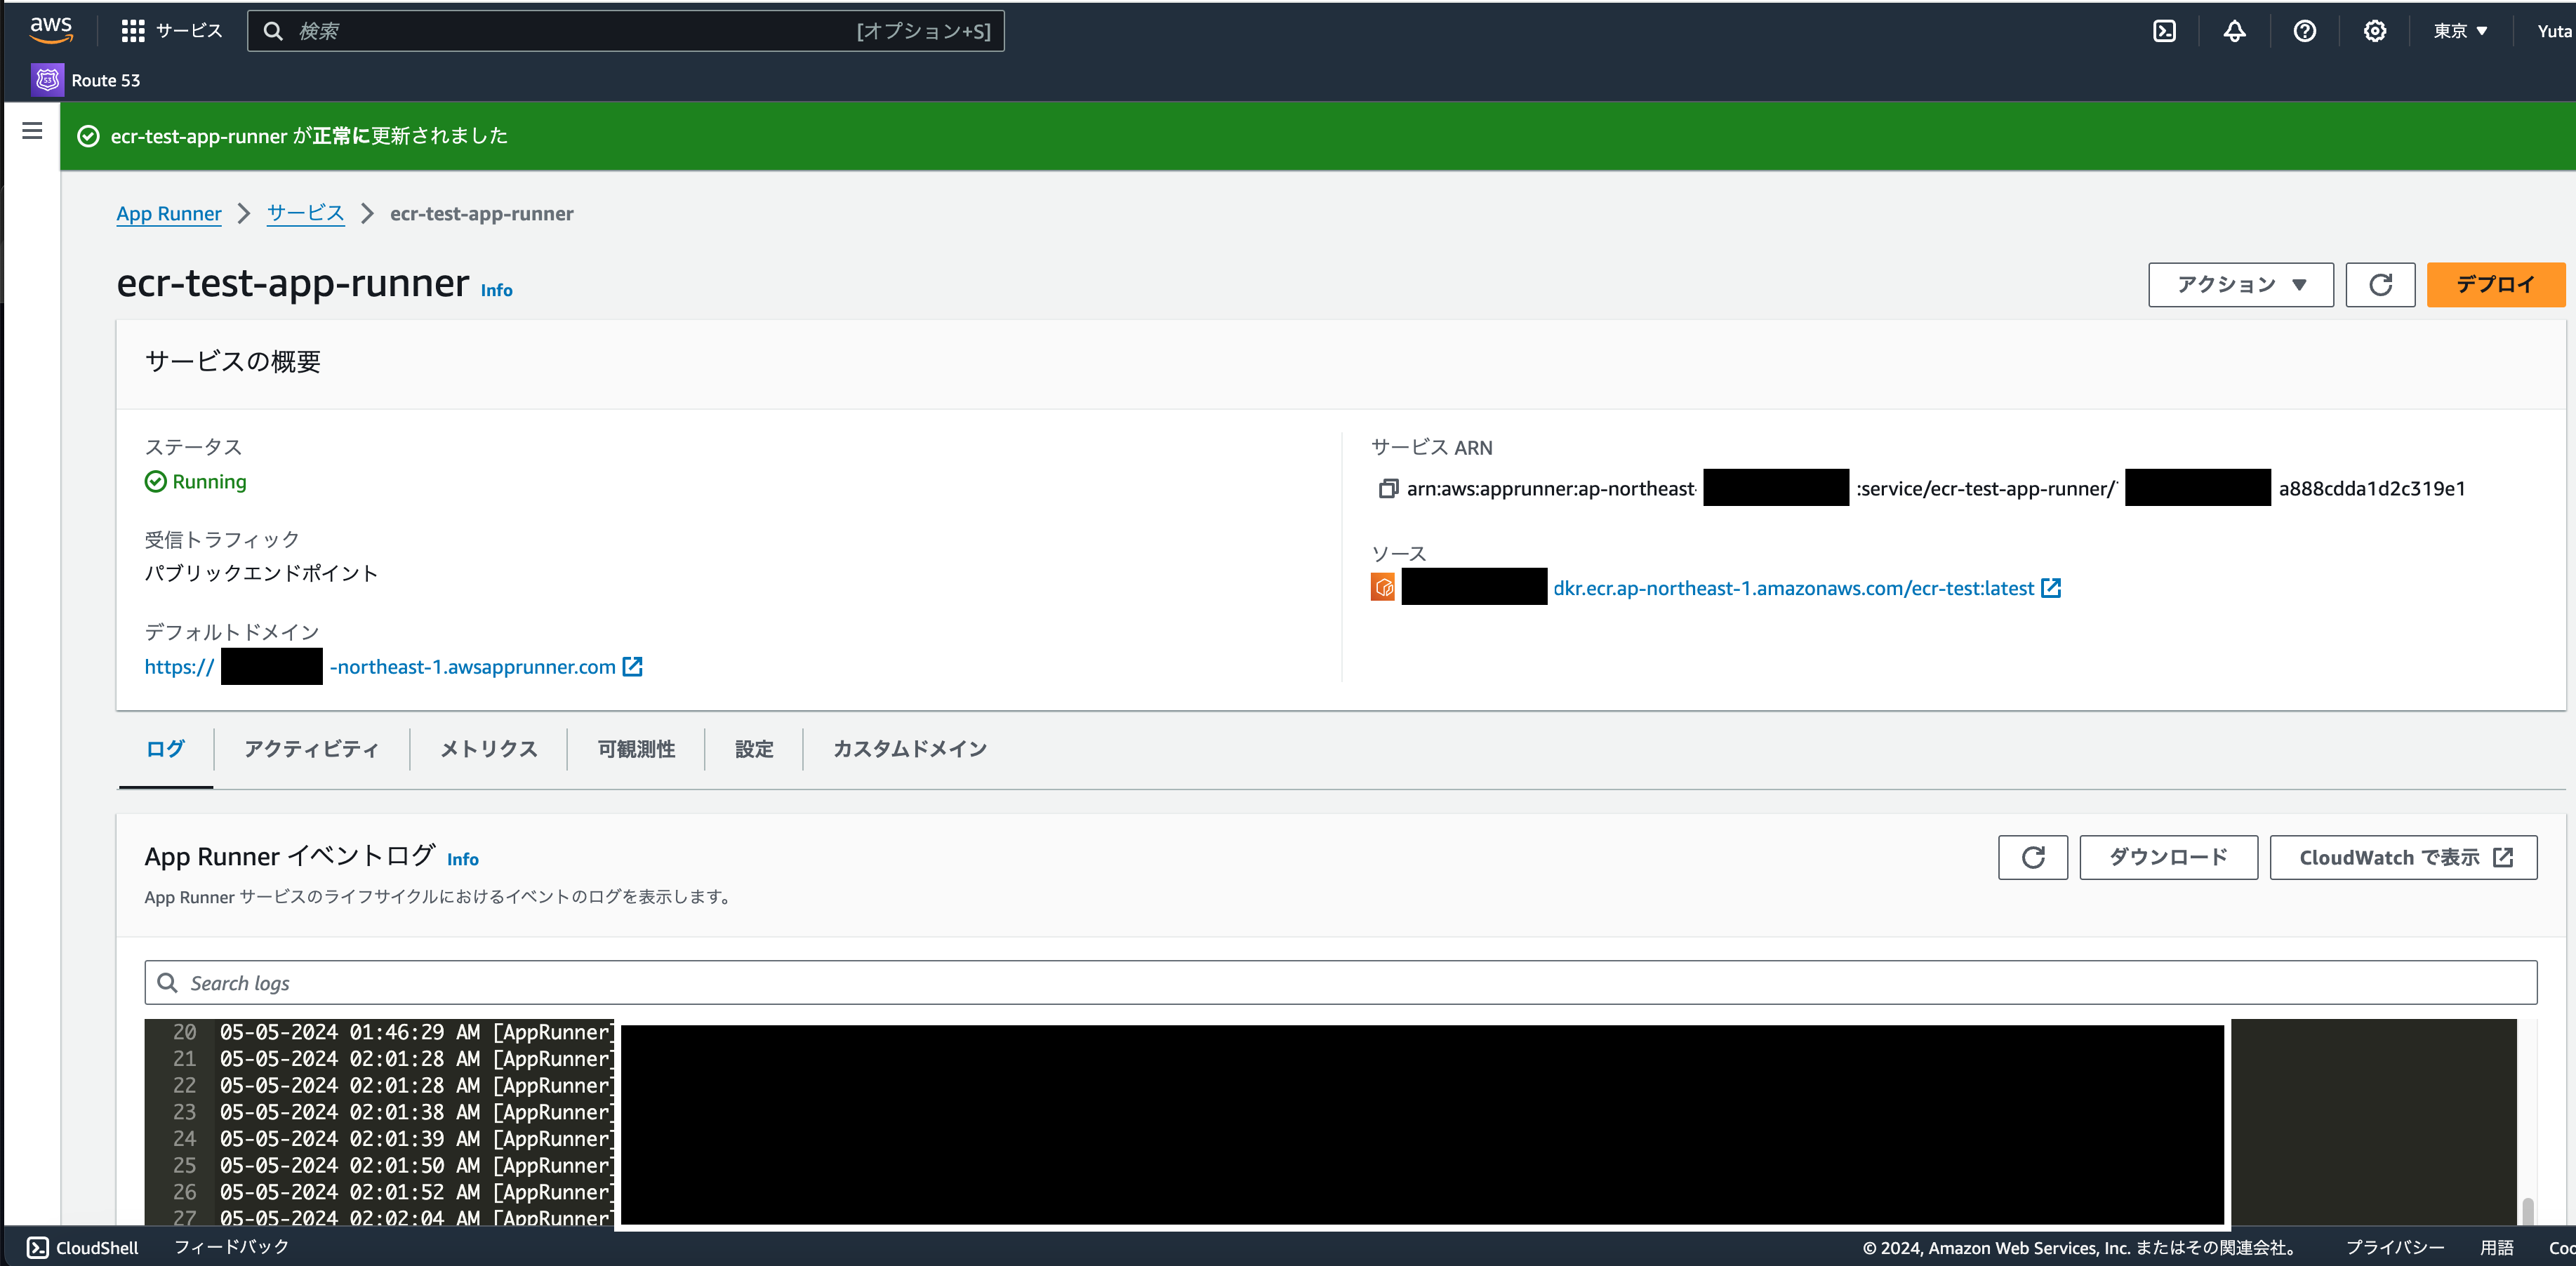 aws
サービス
検索
[オプション+S]
東京 ▼
Yuta
Route 53
ecr-test-app-runner が正常に更新されました
App Runner > サービス > ecr-test-app-runner
ecr-test-app-runner Info
アクション ▼
デプロイ
サービスの概要
ステータス
Running
受信トラフィック
パブリックエンドポイント
デフォルトドメイン
https://
-northeast-1.awsapprunner.com
サービス ARN
arn:aws:apprunner:ap-northeast-
:service/ecr-test-app-runner/
a888cdda1d2c319e1
ソース
dkr.ecr.ap-northeast-1.amazonaws.com/ecr-test:latest
ログ
アクティビティ
メトリクス
可観測性
設定
カスタムドメイン
App Runner イベントログ Info
App Runner サービスのライフサイクルにおけるイベントのログを表示します。
ダウンロード
CloudWatch で表示
Search logs
20 05-05-2024 01:46:29 AM [AppRunner]
21 05-05-2024 02:01:28 AM [AppRunner]
22 05-05-2024 02:01:28 AM [AppRunner]
23 05-05-2024 02:01:38 AM [AppRunner]
24 05-05-2024 02:01:39 AM [AppRunner]
25 05-05-2024 02:01:50 AM [AppRunner]
26 05-05-2024 02:01:52 AM [AppRunner]
27 05-05-2024 02:02:04 AM [AppRunner]
CloudShell
フィードバック
© 2024, Amazon Web Services, Inc. またはその関連会社。
プライバシー
用語
Coo